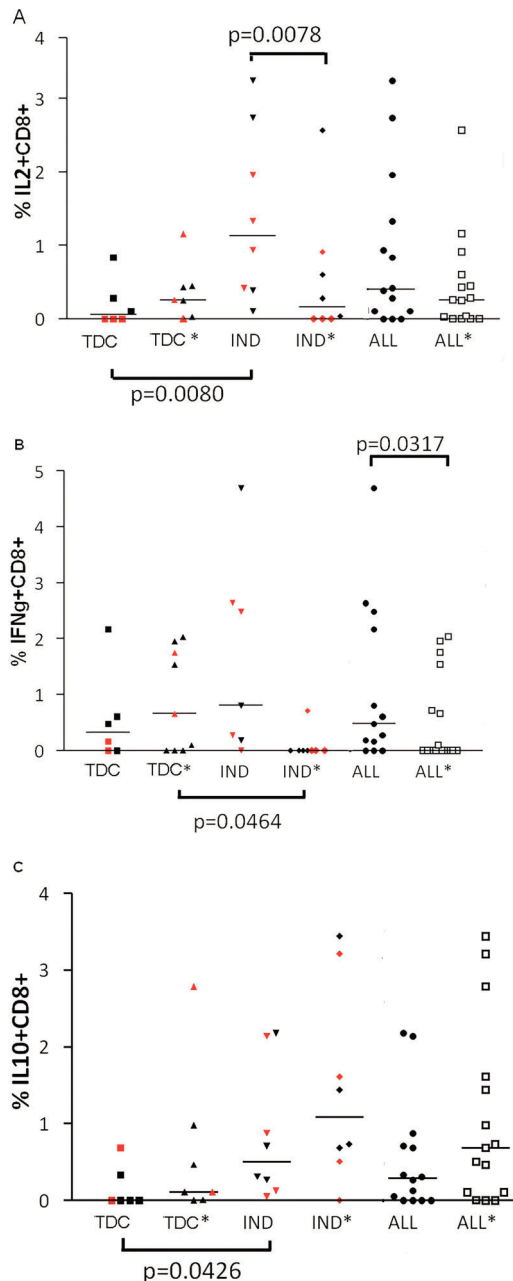 A
p=0.0078
% IL2+CD8+
4
3
2
1
0
TDC TDC* IND IND* ALL ALL*
p=0.0080
B
p=0.0317
% IFNg+CD8+
5
4
3
2
1
0
TDC TDC* IND IND* ALL ALL*
p=0.0464
C
% IL10+CD8+
4
3
2
1
0
TDC TDC* IND IND* ALL ALL*
p=0.0426